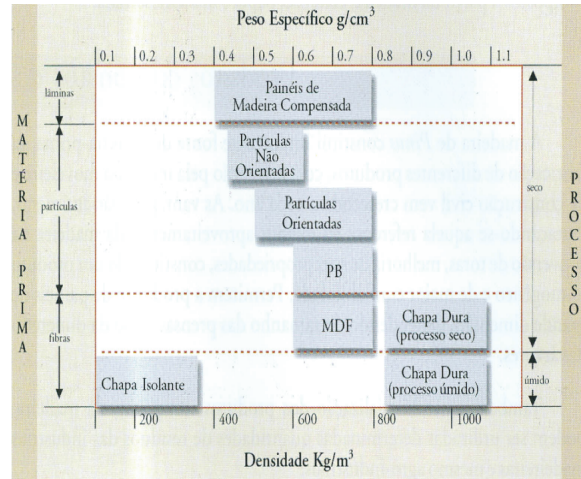 Peso Específico g/cm³
0.1 0.2 0.3 0.4 0.5 0.6 0.7 0.8 0.9 1.0 1.1
MATÉRIA PRIMA
lâminas
partículas
fibras
Painéis de
Madeira Compensada
Partículas
Não
Orientadas
Partículas
Orientadas
PB
MDF
Chapa Dura
(processo seco)
Chapa Isolante
Chapa Dura
(processo úmido)
seco
úmido
PROCESSO
200 400 600 800 1000
Densidade Kg/m³